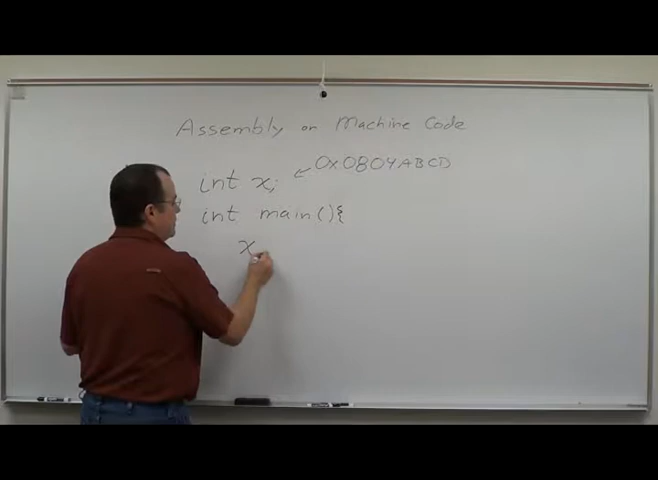 Assembly or Machine Code
int x; ← 0x0804ABCD
int main(){
x